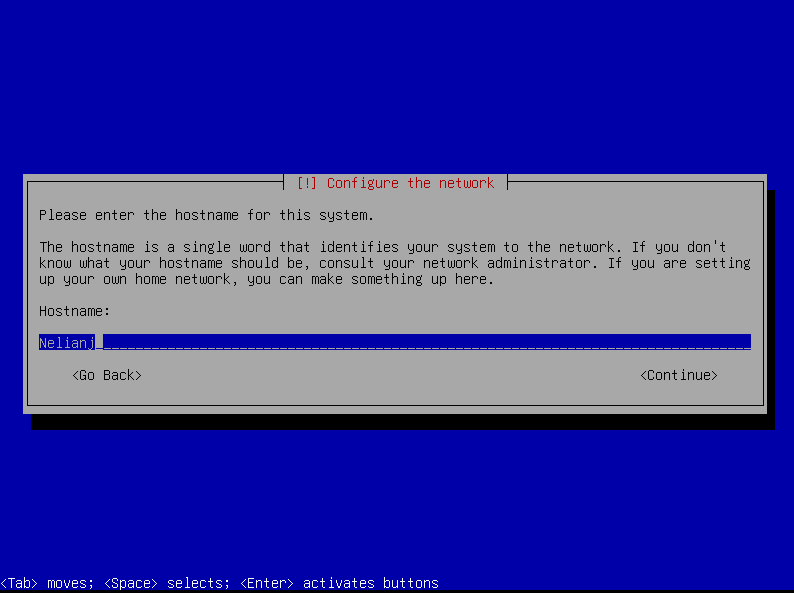 [!] Configure the network
Please enter the hostname for this system.
The hostname is a single word that identifies your system to the network. If you don't
know what your hostname should be, consult your network administrator. If you are setting
up your own home network, you can make something up here.
Hostname:
Nelianj
<Go Back> <Continue>
<Tab> moves; <Space> selects; <Enter> activates buttons